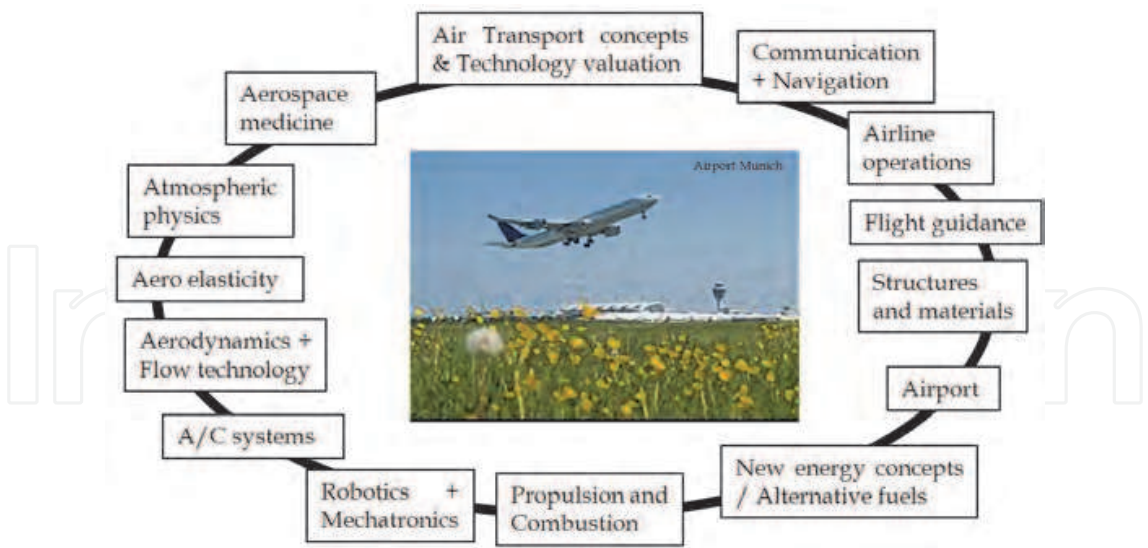 Air Transport concepts
& Technology valuation
Communication
+ Navigation
Airline
operations
Flight guidance
Structures
and materials
Airport
New energy concepts
/ Alternative fuels
Propulsion and
Combustion
Robotics +
Mechatronics
A/C systems
Aerodynamics +
Flow technology
Aero elasticity
Atmospheric
physics
Aerospace
medicine
Airport Munich